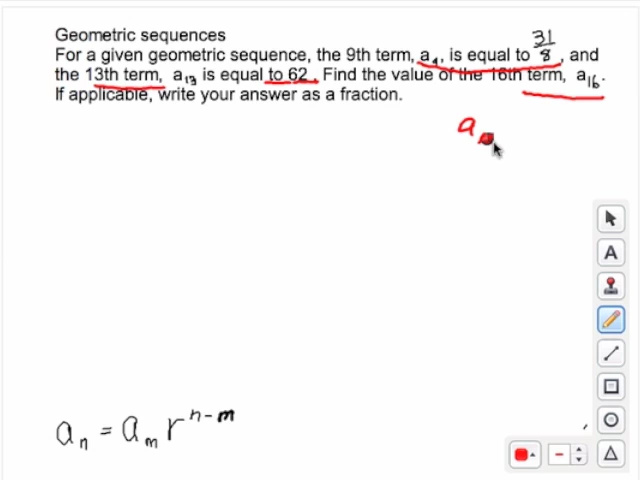 Geometric sequences
For a given geometric sequence, the 9th term, a₉, is equal to 31/8, and
the 13th term, a₁₃ is equal to 62. Find the value of the 16th term, a₁₆.
If applicable, write your answer as a fraction.
a
aₙ = aₘ rⁿ⁻ᵐ
A